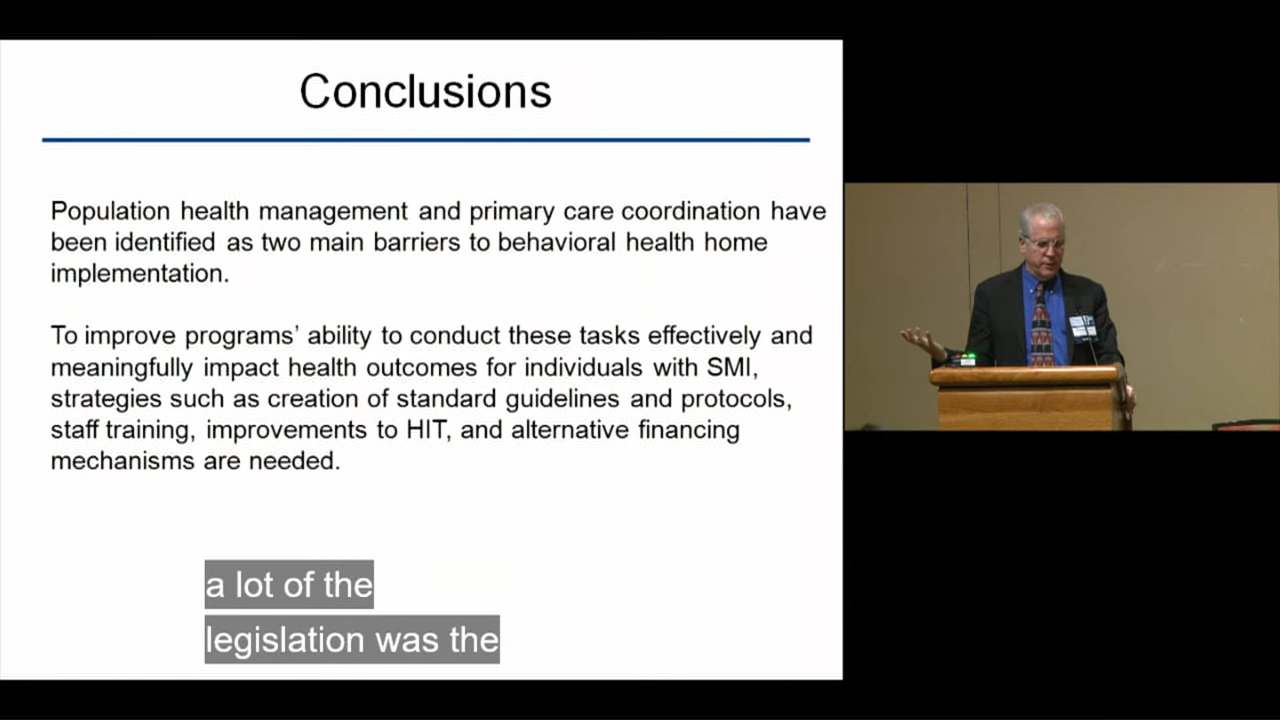 Conclusions
Population health management and primary care coordination have
been identified as two main barriers to behavioral health home
implementation.
To improve programs’ ability to conduct these tasks effectively and
meaningfully impact health outcomes for individuals with SMI,
strategies such as creation of standard guidelines and protocols,
staff training, improvements to HIT, and alternative financing
mechanisms are needed.
a lot of the
legislation was the